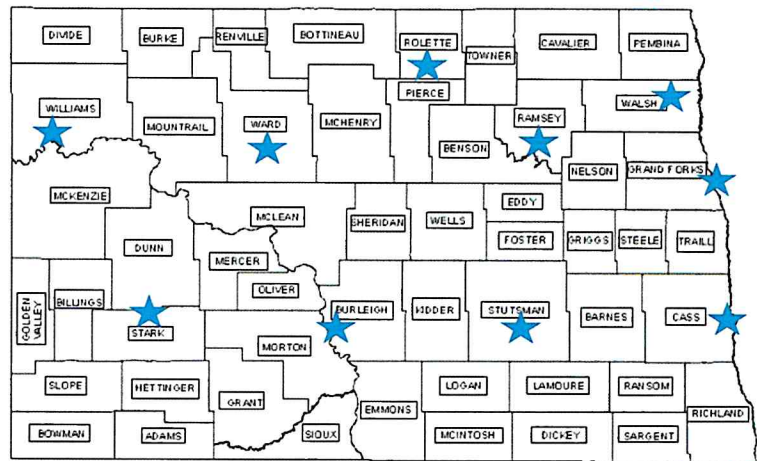 DIVIDE
BURKE
RENVILLE
BOTTINEAU
ROLETTE
TOWNER
CAVALIER
PEMBINA
WILLIAMS
MOUNTRAIL
WARD
MCHENRY
PIERCE
BENSON
RAMSEY
WALSH
NELSON
GRAND FORKS
MCKENZIE
DUNN
MCLEAN
MERCER
OLIVER
SHERIDAN
WELLS
EDDY
FOSTER
GRIGGS
STEELE
TRAILL
GOLDEN
VALLEY
BILLINGS
STARK
MORTON
BURLEIGH
KIDDER
STUTSMAN
BARNES
CASS
SLOPE
HETTINGER
GRANT
SIOUX
EMMONS
LOGAN
LAMOURE
RANSOM
RICHLAND
BOWMAN
ADAMS
MCINTOSH
DICKEY
SARGENT